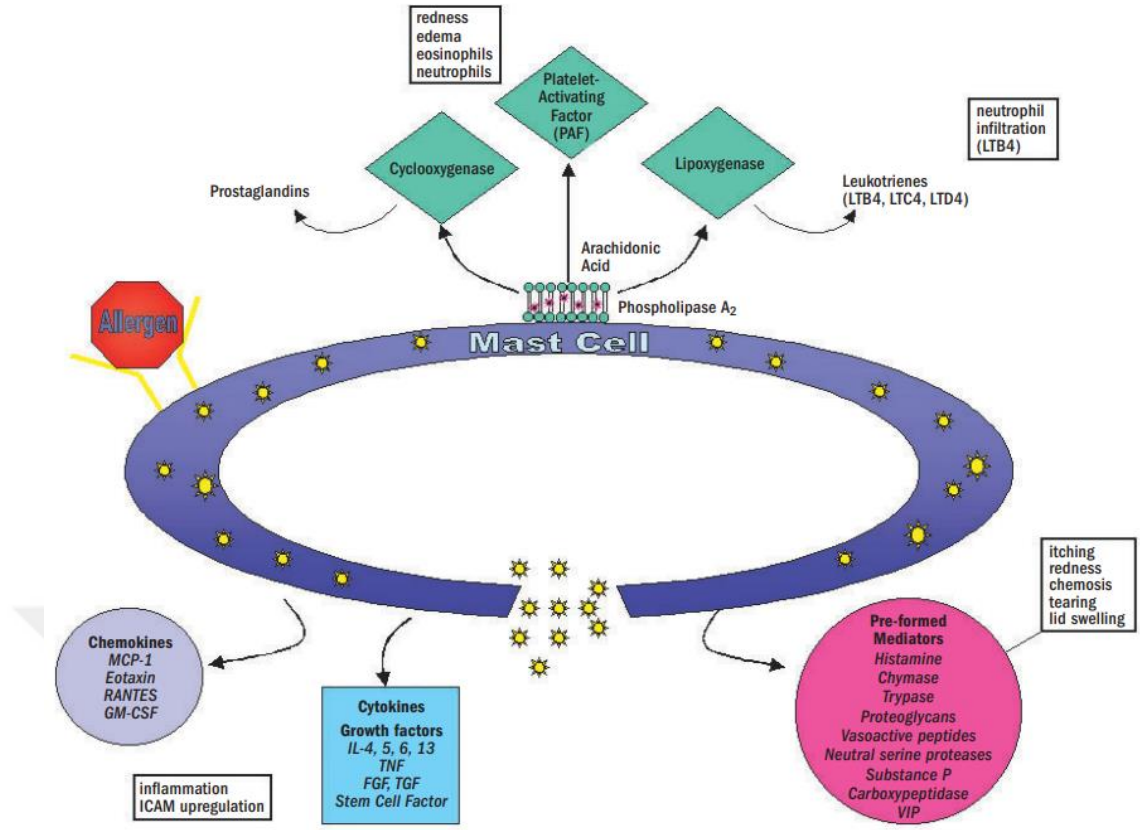 redness
edema
eosinophils
neutrophils
Platelet-
Activating
Factor
(PAF)
neutrophil
infiltration
(LTB4)
Cyclooxygenase
Lipoxygenase
Prostaglandins
Leukotrienes
(LTB4, LTC4, LTD4)
Arachidonic
Acid
Phospholipase A₂
Allergen
Mast Cell
itching
redness
chemosis
tearing
lid swelling
Chemokines
MCP-1
Eotaxin
RANTES
GM-CSF
Cytokines
Growth factors
IL-4, 5, 6, 13
TNF
FGF, TGF
Stem Cell Factor
Pre-formed
Mediators
Histamine
Chymase
Trypase
Proteoglycans
Vasoactive peptides
Neutral serine proteases
Substance P
Carboxypeptidase
VIP
inflammation
ICAM upregulation